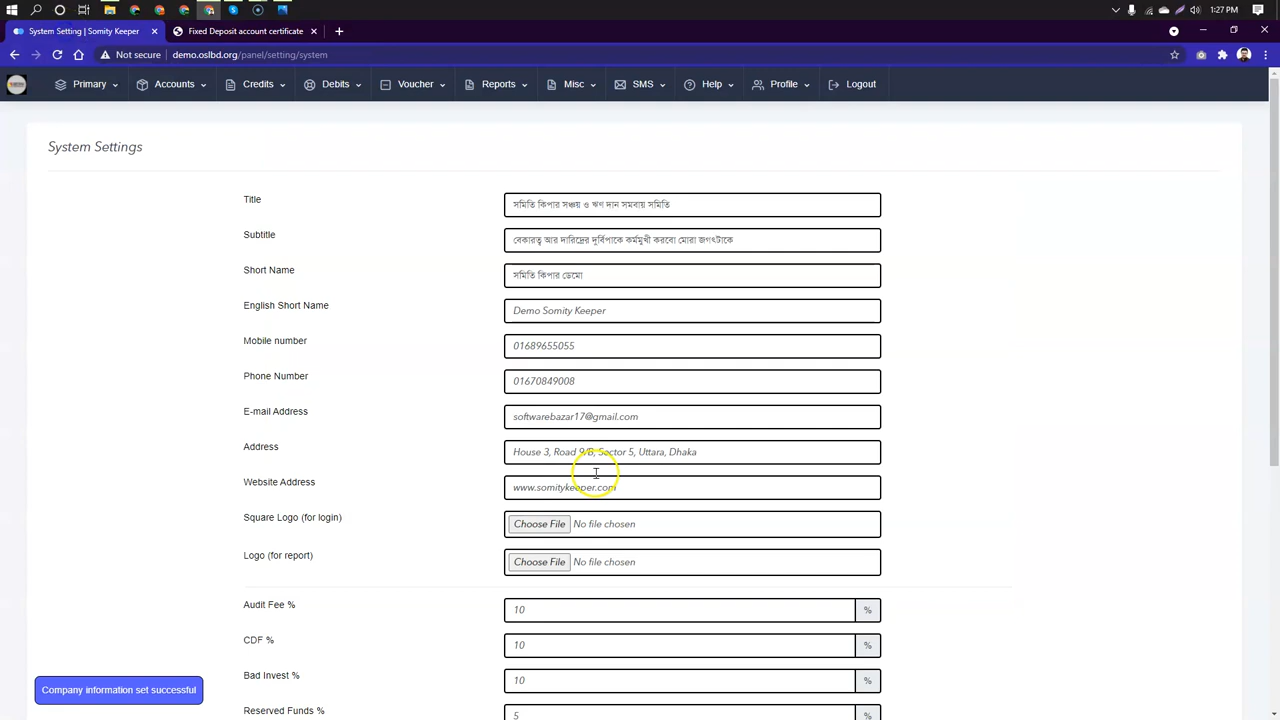 1:27 PM
System Setting | Somity Keeper
Fixed Deposit account certificate
Not secure
demo.oslbd.org/panel/setting/system
Primary
Accounts
Credits
Debits
Voucher
Reports
Misc
SMS
Help
Profile
Logout
System Settings
Title
সমিতি কিপার সঞ্চয় ও ঋণ দান সমবায় সমিতি
Subtitle
বেকারত্ব আর দারিদ্রের দুর্বিপাকে কর্মমুখী করবো মোরা জগৎটাকে
Short Name
সমিতি কিপার ডেমো
English Short Name
Demo Somity Keeper
Mobile number
01689655055
Phone Number
01670849008
E-mail Address
softwarebazar17@gmail.com
Address
House 3, Road 9/B, Sector 5, Uttara, Dhaka
Website Address
www.somitykeeper.com
Square Logo (for login)
Choose File No file chosen
Logo (for report)
Choose File No file chosen
Audit Fee %
10 %
CDF %
10 %
Bad Invest %
10 %
Reserved Funds %
5 %
Company information set successful